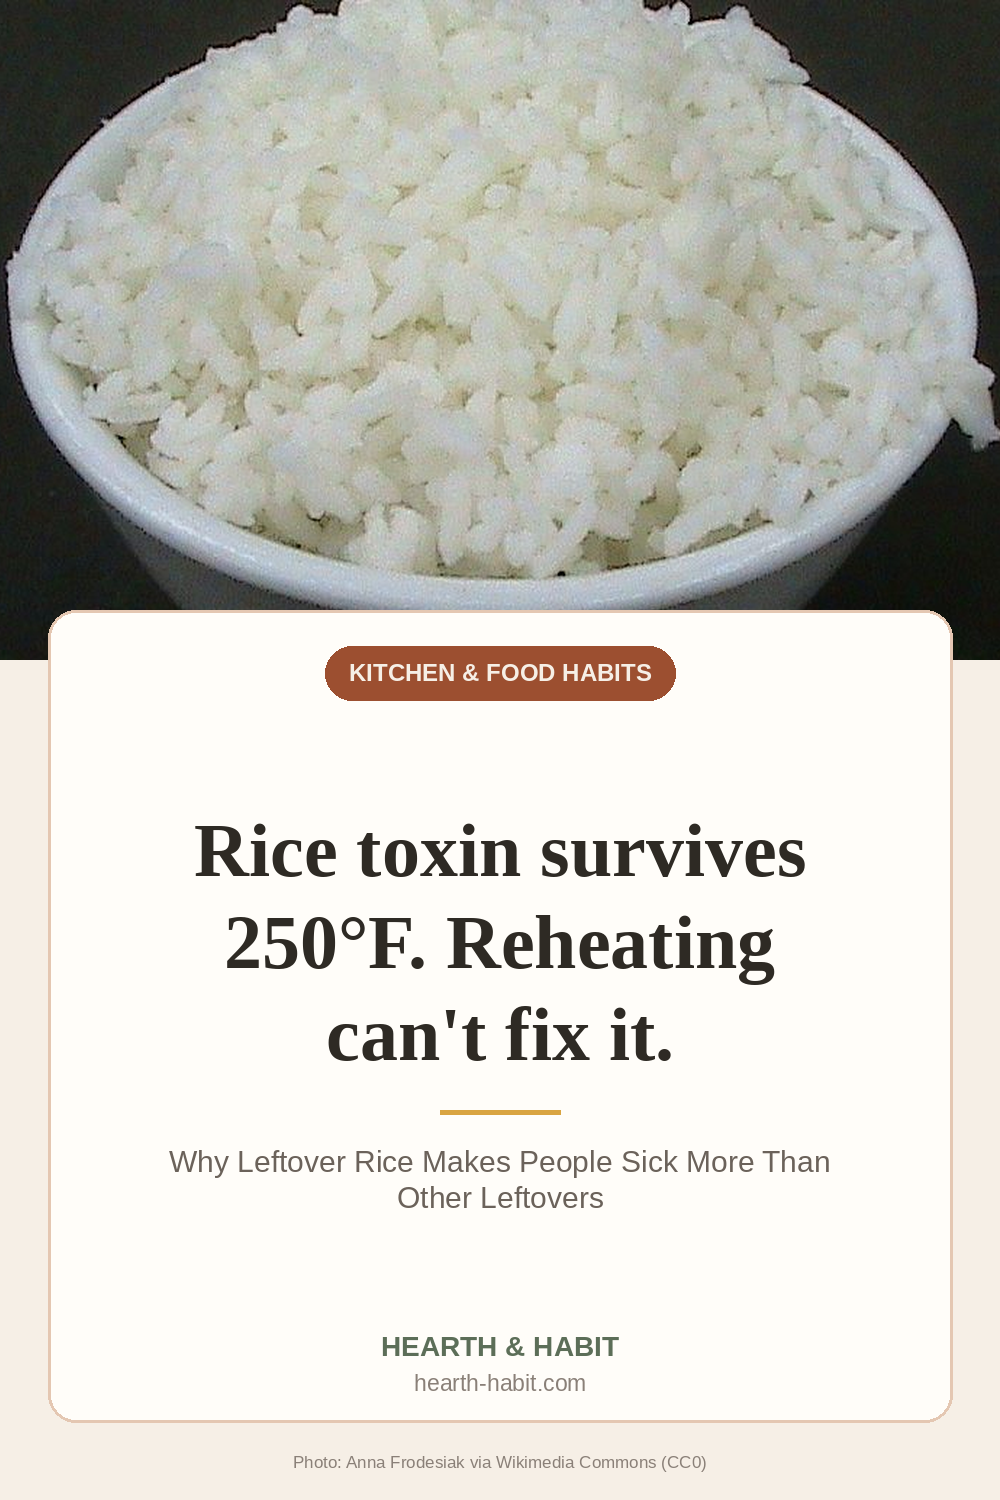 KITCHEN & FOOD HABITS
Rice toxin survives
250°F. Reheating
can't fix it.
Why Leftover Rice Makes People Sick More Than
Other Leftovers
HEARTH & HABIT
hearth-habit.com
Photo: Anna Frodesiak via Wikimedia Commons (CC0)